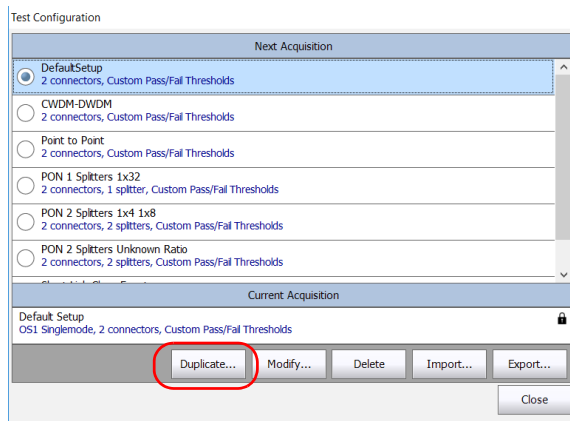 Test Configuration
Next Acquisition
DefaultSetup
2 connectors, Custom Pass/Fail Thresholds
CWDM-DWDM
2 connectors, Custom Pass/Fail Thresholds
Point to Point
2 connectors, Custom Pass/Fail Thresholds
PON 1 Splitters 1x32
2 connectors, 1 splitter, Custom Pass/Fail Thresholds
PON 2 Splitters 1x4 1x8
2 connectors, 2 splitters, Custom Pass/Fail Thresholds
PON 2 Splitters Unknown Ratio
2 connectors, 2 splitters, Custom Pass/Fail Thresholds
Current Acquisition
Default Setup
OS1 Singlemode, 2 connectors, Custom Pass/Fail Thresholds
Duplicate... Modify... Delete Import... Export...
Close